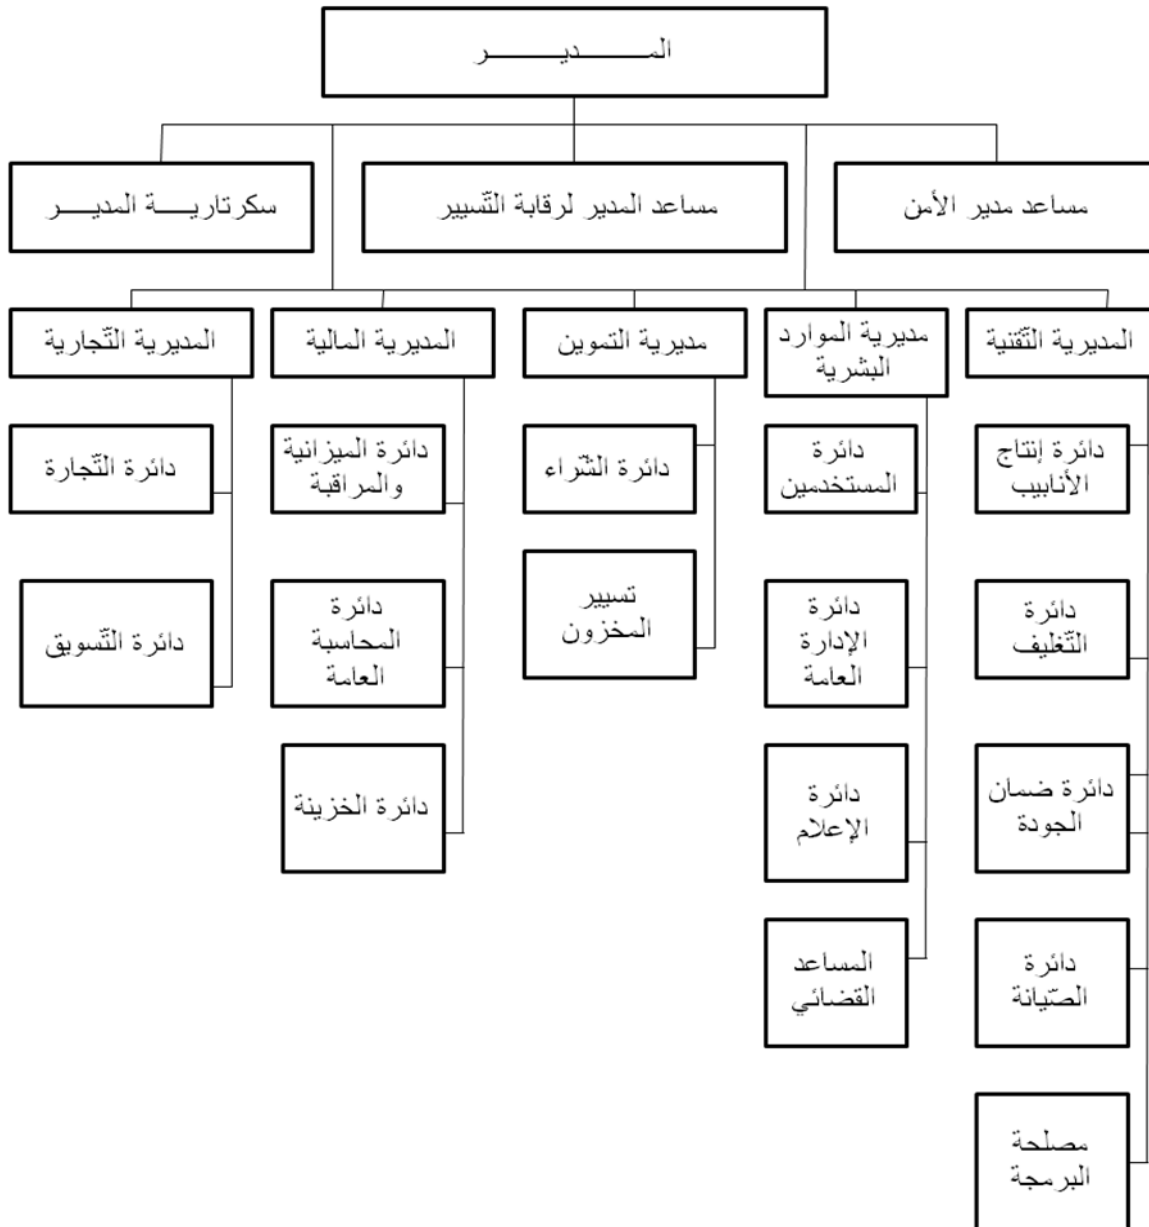 المــــــديــــــر
مساعد مدير الأمن
مساعد المدير لرقابة التّسيير
سكرتاريـــة المديـــر
المديرية التّقنية
مديرية الموارد
البشرية
مديرية التموين
المديرية المالية
المديرية التّجارية
دائرة إنتاج
الأنابيب
دائرة
المستخدمين
دائرة الشّراء
دائرة الميزانية
والمراقبة
دائرة التّجارة
دائرة
التّغليف
دائرة
الإدارة
العامة
تسيير
المخزون
دائرة
المحاسبة
العامة
دائرة التّسويق
دائرة ضمان
الجودة
دائرة
الإعلام
دائرة الخزينة
دائرة
الصّيانة
المساعد
القضائي
مصلحة
البرمجة